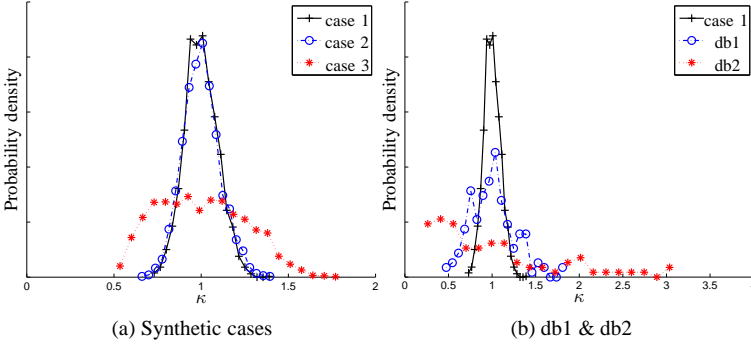 case 1
case 2
case 3
Probability density
0 0.5 1 1.5 2
κ
(a) Synthetic cases
case 1
db1
db2
Probability density
0 0.5 1 1.5 2 2.5 3 3.5
κ
(b) db1 & db2